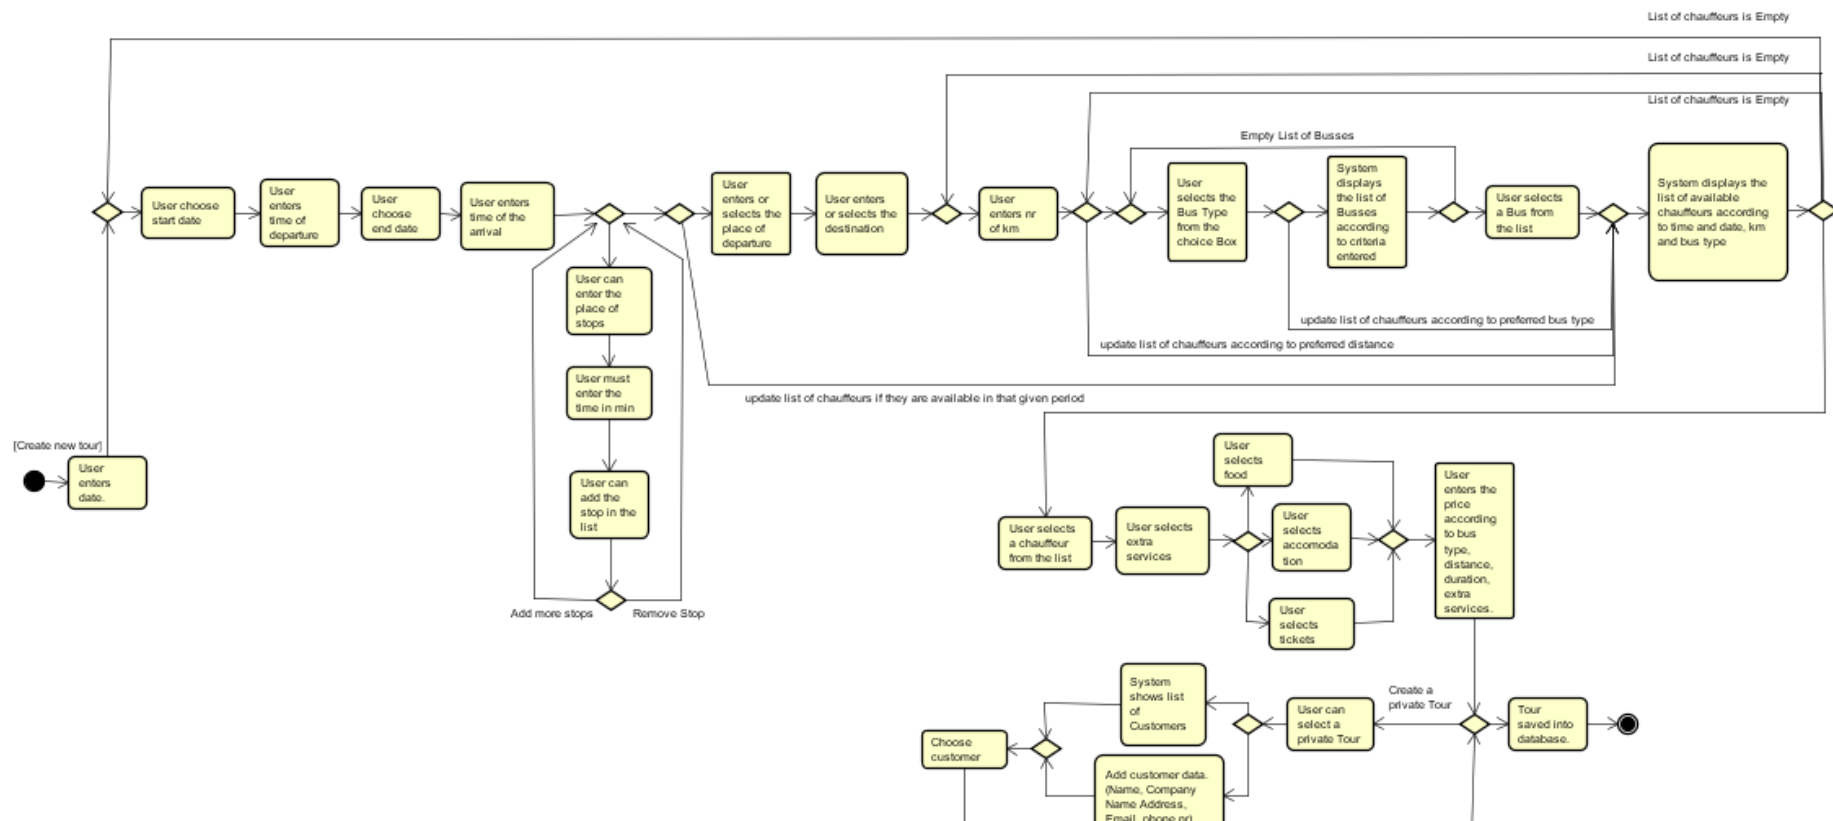 List of chauffeurs is Empty
List of chauffeurs is Empty
List of chauffeurs is Empty
Empty List of Busses
User choose
start date
User
enters
time of
departure
User
choose
end date
User enters
time of the
arrival
User
enters or
selects the
place of
departure
User enters
or selects the
destination
User
enters nr
of km
User
selects the
Bus Type
from the
choice Box
System
displays
the list of
Busses
according
to criteria
entered
User selects
a Bus from
the list
System displays the
list of available
chauffeurs according
to time and date, km
and bus type
User can
enter the
place of
stops
User must
enter the
time in min
User can
add the
stop in the
list
Add more stops
Remove Stop
update list of chauffeurs according to preferred bus type
update list of chauffeurs according to preferred distance
update list of chauffeurs if they are available in that given period
[Create new tour]
User
enters
date.
User selects
a chauffeur
from the list
User selects
extra
services
User
selects
food
User
selects
accomoda
tion
User
selects
tickets
User
enters the
price
according
to bus
type,
distance,
duration,
extra
services.
Create a
private Tour
Tour
saved into
database.
User can
select a
private Tour
System
shows list
of
Customers
Choose
customer
Add customer data.
(Name, Company
Name Address,
Email, phone nr)